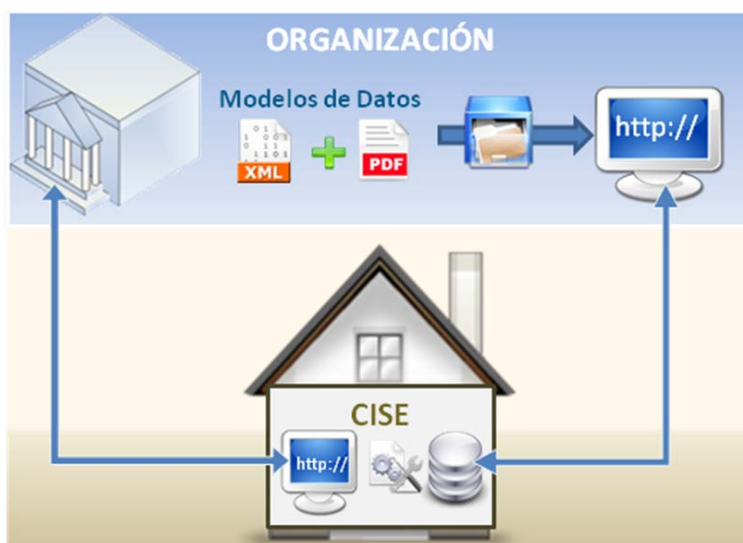 ORGANIZACIÓN
Modelos de Datos
http://
XML
PDF
CISE
http://